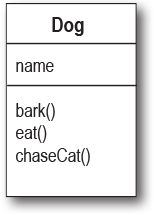 Dog
name
bark()
eat()
chaseCat()